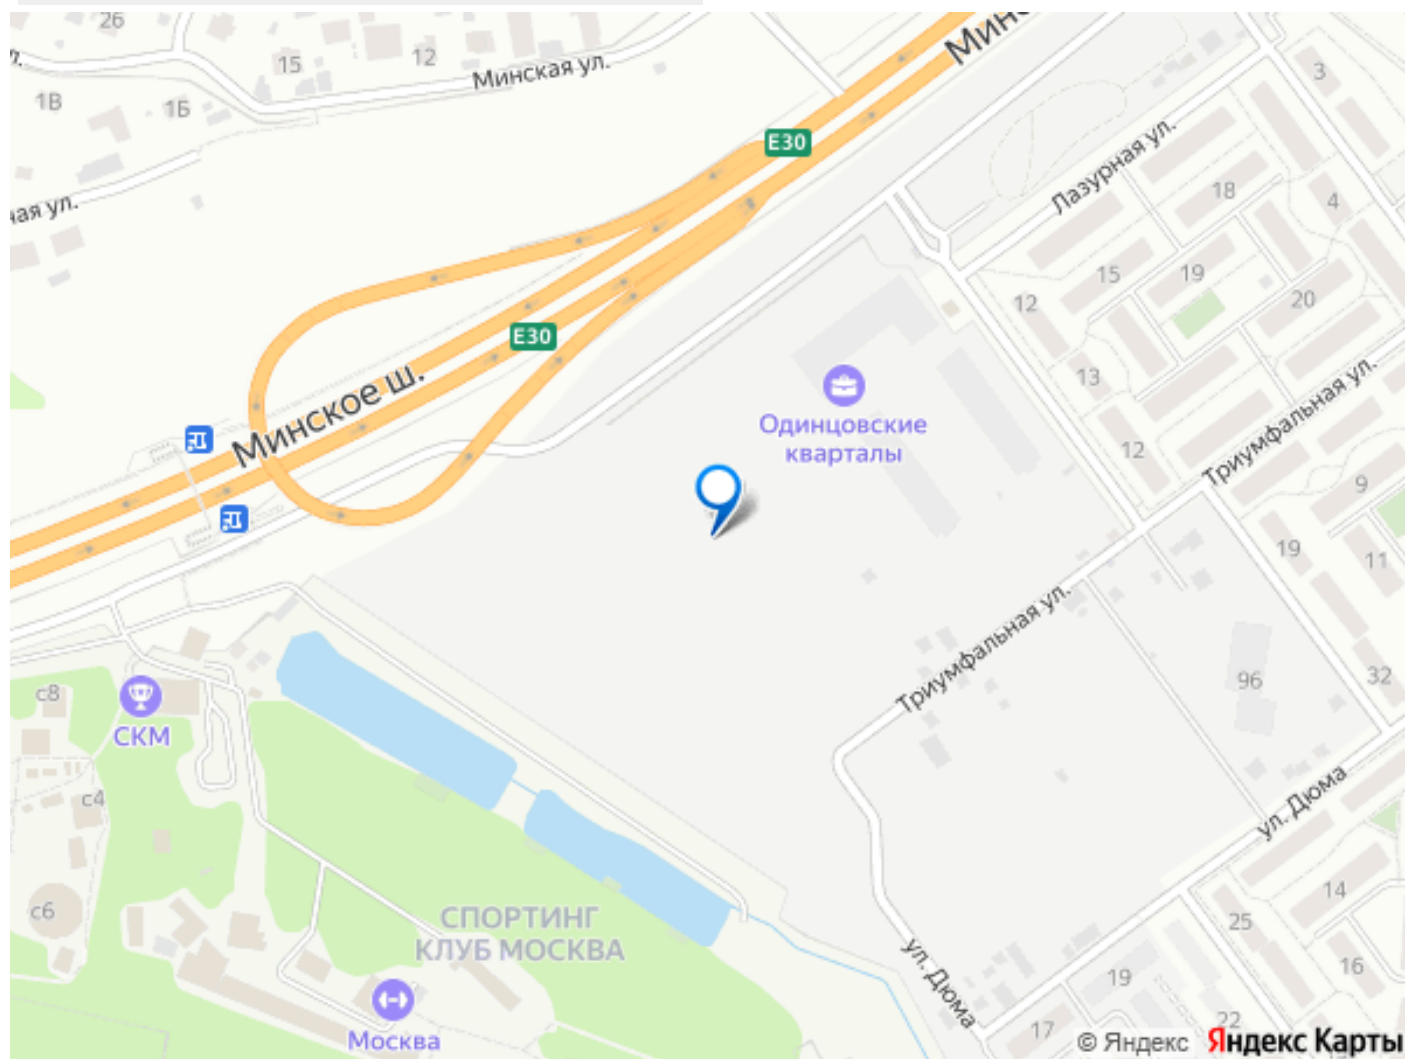 26
15
12
Минская ул.
1В
1Б
л.
ная ул.
E30
Минс
3
Лазурная ул.
18
4
15
19
12
20
E30
Минское ш.
13
Одинцовские
кварталы
12
Триумфальная ул.
9
19
11
Триумфальная ул.
96
32
с8
СКМ
с4
ул. Дюма
14
с6
СПОРТИНГ
КЛУБ МОСКВА
25
16
ул. Дюма
19
22
17
Москва
© Яндекс Яндекс Карты